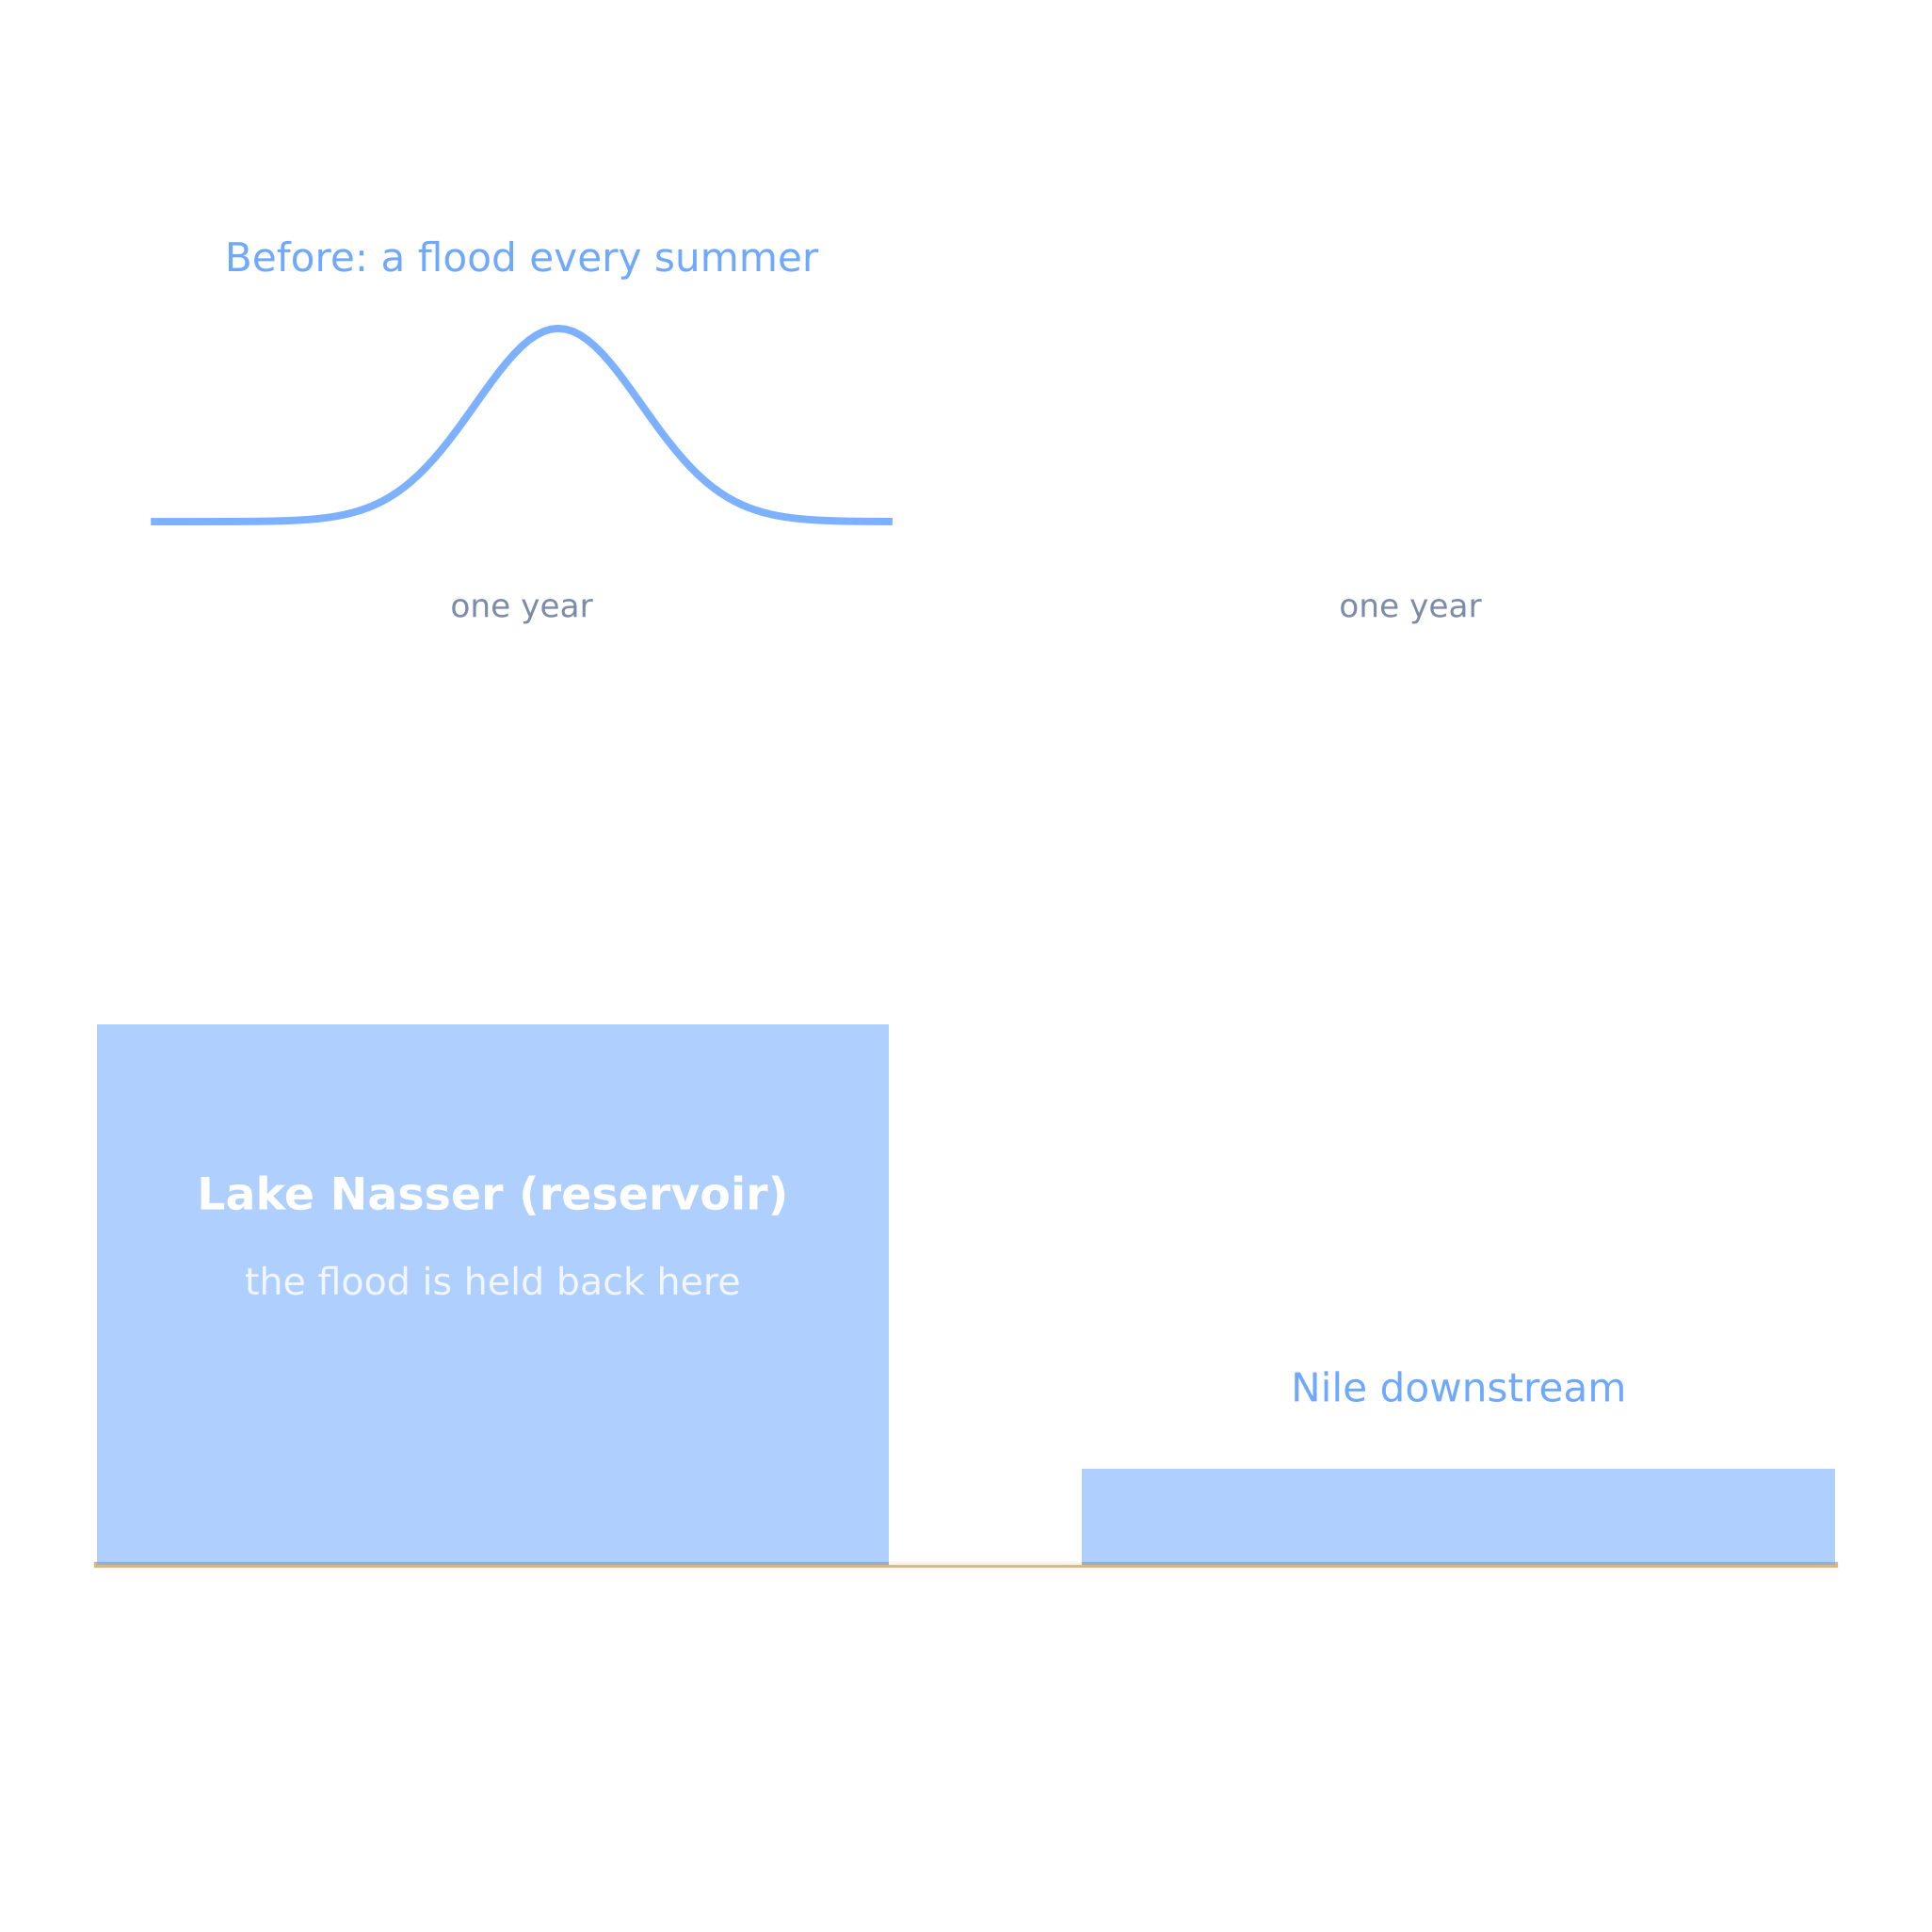 Before: a flood every summer
one year
one year
Lake Nasser (reservoir)
the flood is held back here
Nile downstream